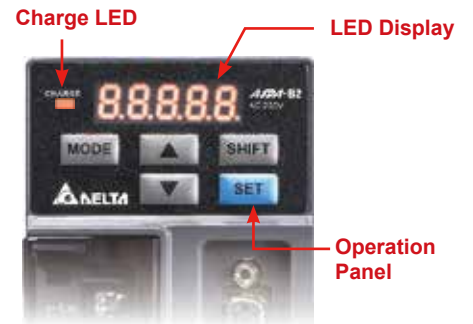 Charge LED
LED Display
CHARGE
8.8.8.8.8
ASDA-B2
AC 220V
MODE
▲
SHIFT
DELTA
▼
SET
Operation
Panel